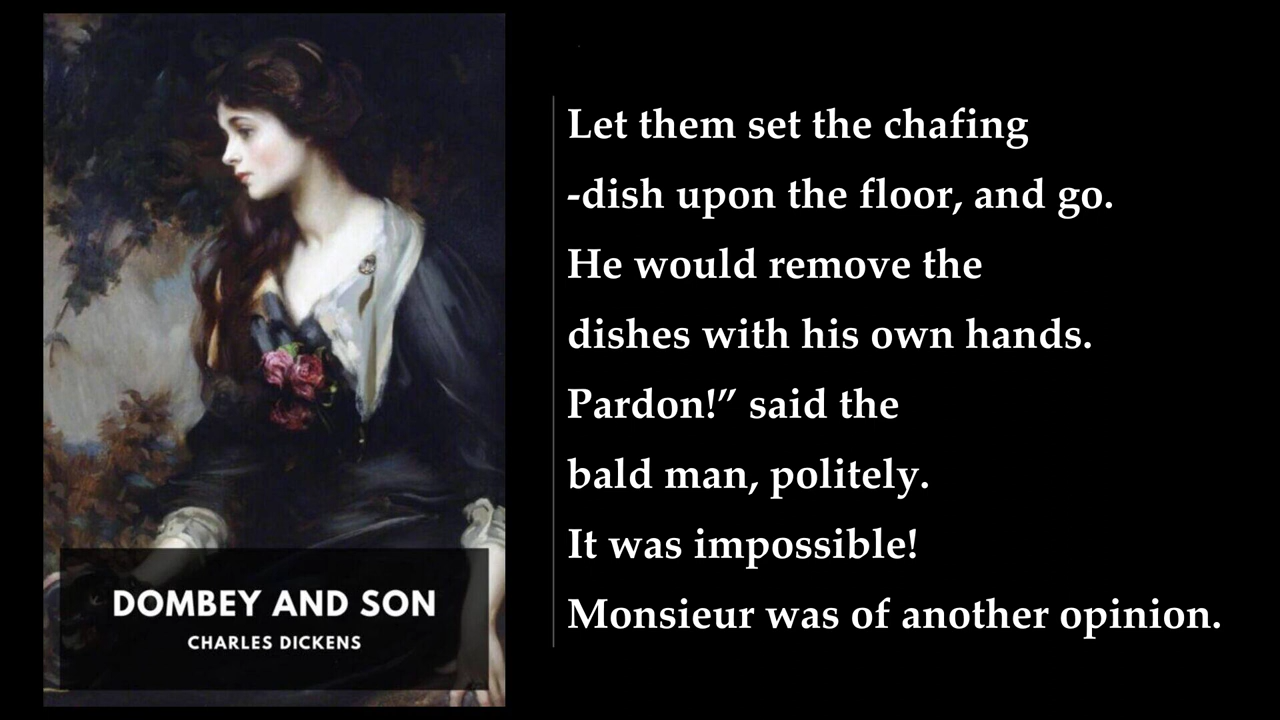 DOMBEY AND SON
CHARLES DICKENS
Let them set the chafing
-dish upon the floor, and go.
He would remove the
dishes with his own hands.
Pardon!” said the
bald man, politely.
It was impossible!
Monsieur was of another opinion.